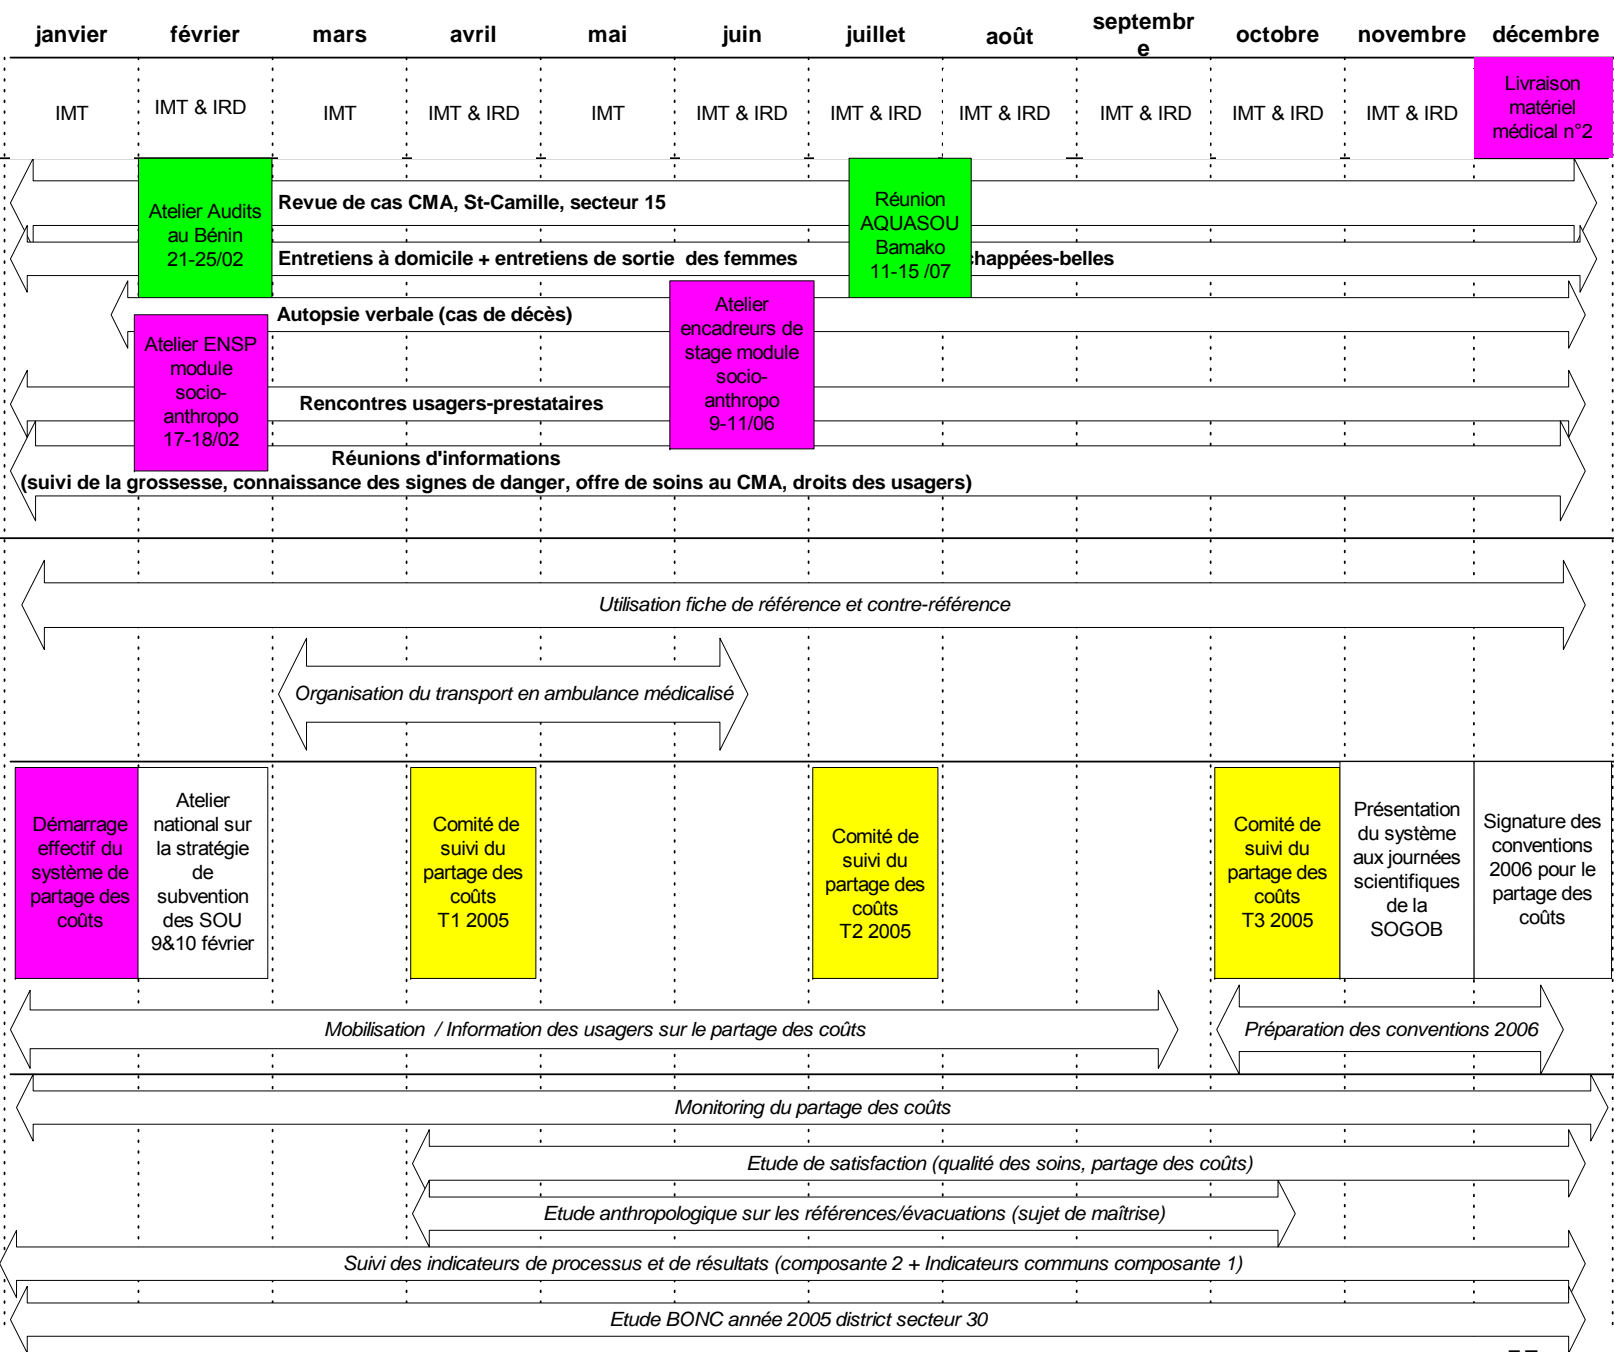 janvier février mars avril mai juin juillet août septembr octobre novembre décembre
e
IMT IMT & IRD IMT IMT & IRD IMT IMT & IRD IMT & IRD IMT & IRD IMT & IRD IMT & IRD IMT & IRD
Livraison
matériel
médical n°2
Atelier Audits
au Bénin
21-25/02
Revue de cas CMA, St-Camille, secteur 15
Réunion
AQUASOU
Bamako
11-15 /07
Entretiens à domicile + entretiens de sortie des femmes
happées-belles
Autopsie verbale (cas de décès)
Atelier ENSP
module
socio-
anthropo
17-18/02
Atelier
encadreurs de
stage module
socio-
anthropo
9-11/06
Rencontres usagers-prestataires
Réunions d'informations
(suivi de la grossesse, connaissance des signes de danger, offre de soins au CMA, droits des usagers)
Utilisation fiche de référence et contre-référence
Organisation du transport en ambulance médicalisé
Démarrage
effectif du
système de
partage des
coûts
Atelier
national sur
la stratégie
de
subvention
des SOU
9&10 février
Comité de
suivi du
partage des
coûts
T1 2005
Comité de
suivi du
partage des
coûts
T2 2005
Comité de
suivi du
partage des
coûts
T3 2005
Présentation
du système
aux journées
scientifiques
de la
SOGOB
Signature des
conventions
2006 pour le
partage des
coûts
Mobilisation / Information des usagers sur le partage des coûts
Préparation des conventions 2006
Monitoring du partage des coûts
Etude de satisfaction (qualité des soins, partage des coûts)
Etude anthropologique sur les références/évacuations (sujet de maîtrise)
Suivi des indicateurs de processus et de résultats (composante 2 + Indicateurs communs composante 1)
Etude BONC année 2005 district secteur 30